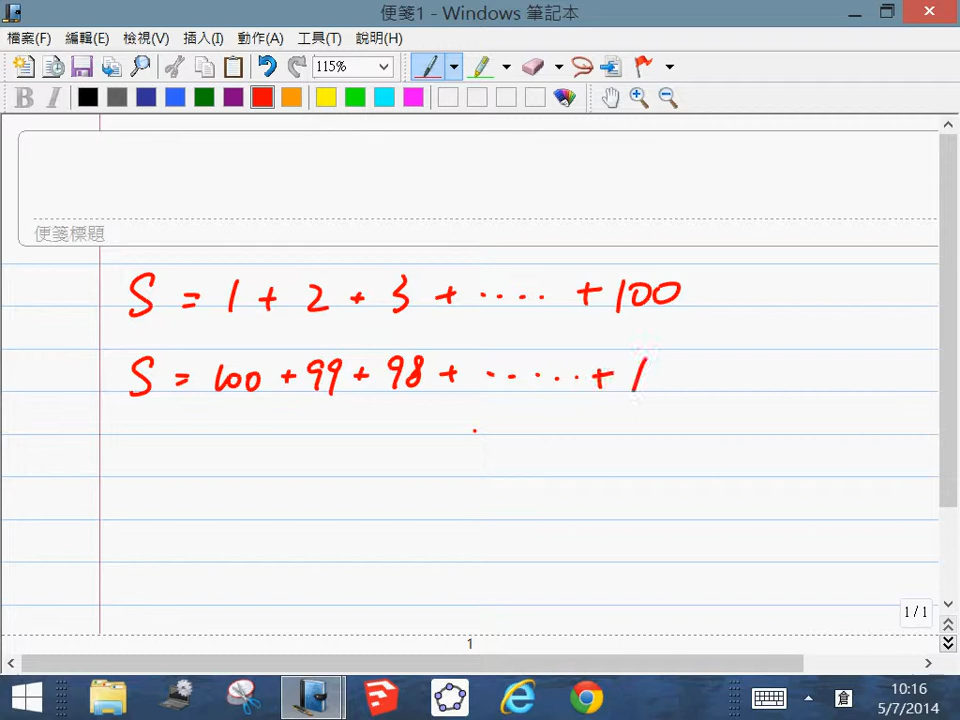 便箋1 - Windows 筆記本
檔案(F) 編輯(E) 檢視(V) 插入(I) 動作(A) 工具(T) 說明(H)
115%
B I
便箋標題
S = 1 + 2 + 3 + ···· + 100
S = 100 + 99 + 98 + ······ + 1
1 / 1
1
倉 10:16
5/7/2014